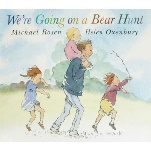 We're Going on a Bear Hunt
Michael Rosen Helen Oxenbury